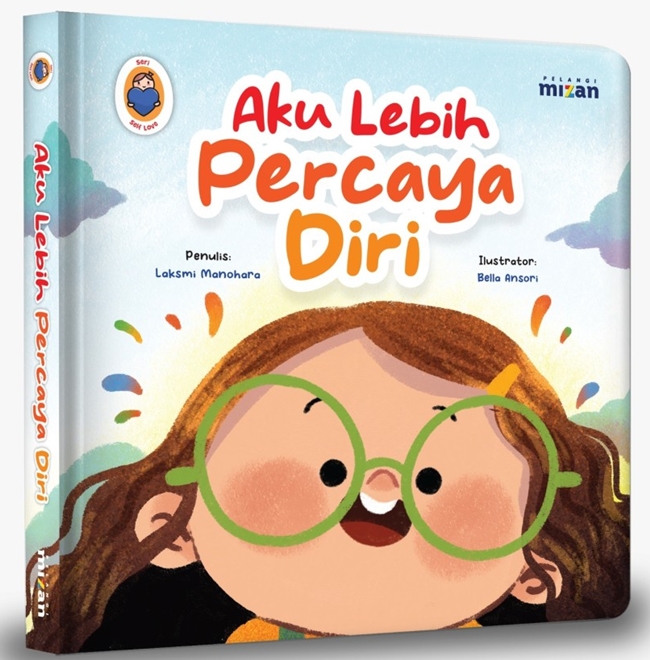 Seri
Self Love
PELANGI
mizan
Aku Lebih
Percaya
Diri
Penulis:
Laksmi Manohara
Ilustrator:
Bella Ansori
Aku Lebih Percaya Diri
mizan